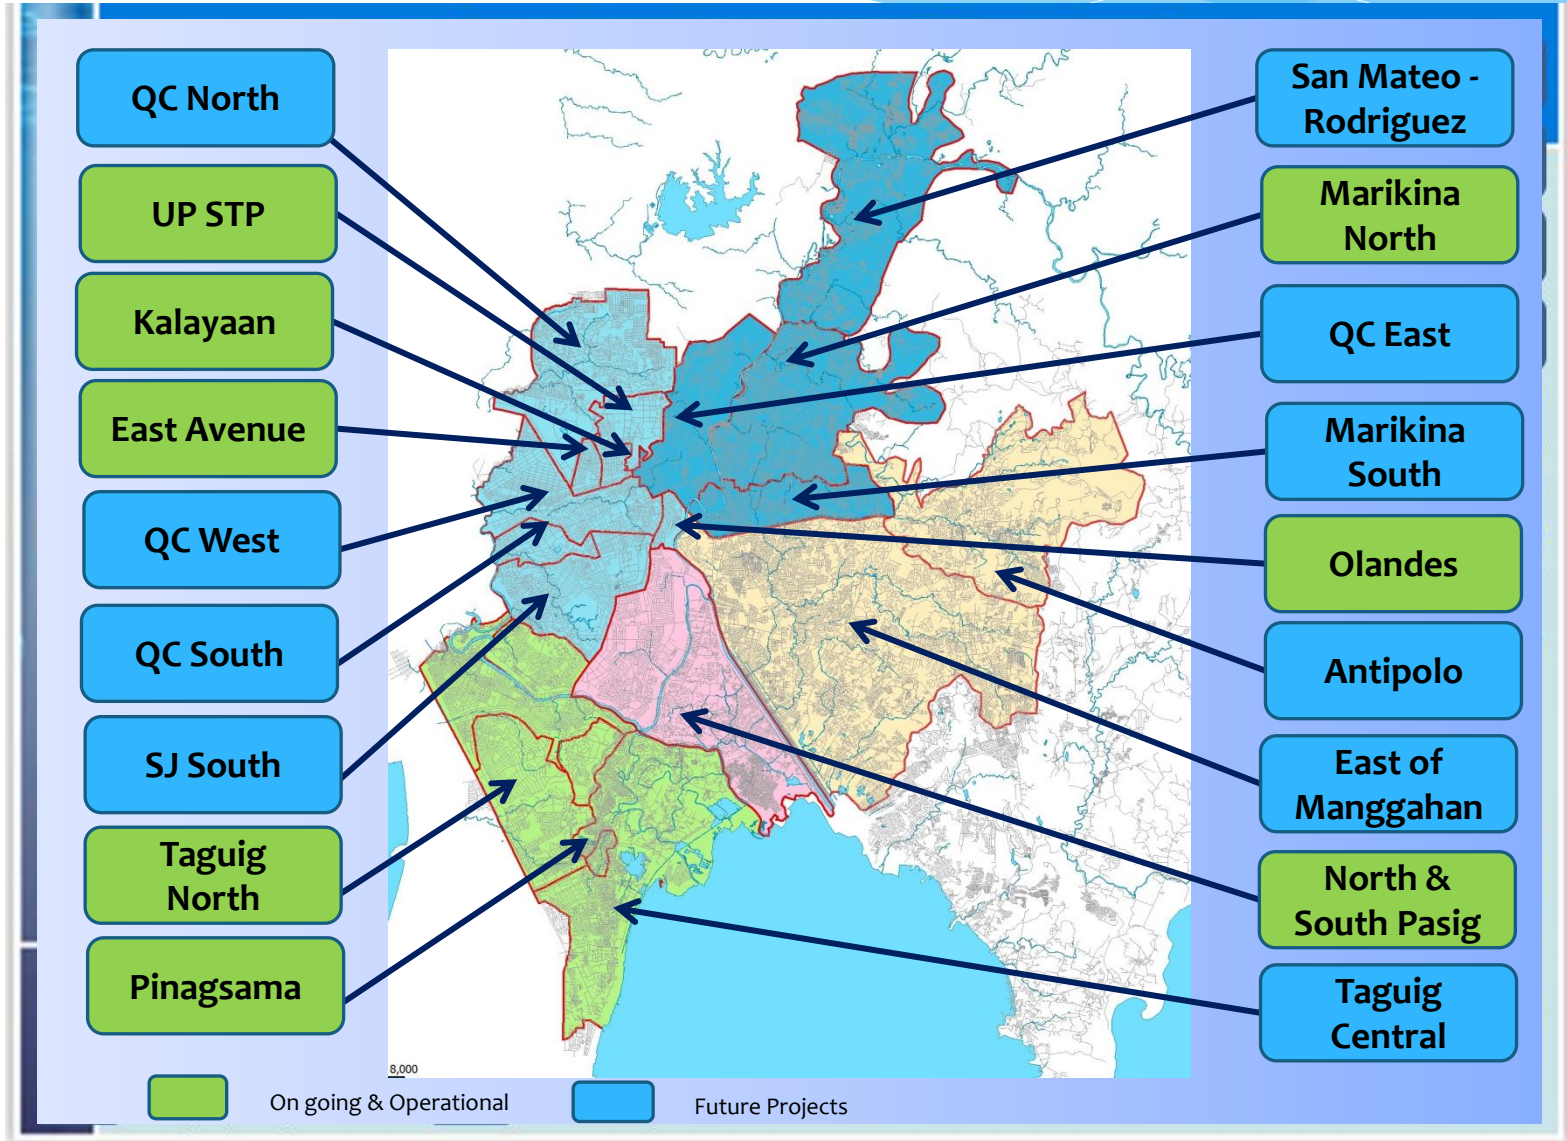 QC North
UP STP
Kalayaan
East Avenue
QC West
QC South
SJ South
Taguig
North
Pinagsama
San Mateo -
Rodriguez
Marikina
North
QC East
Marikina
South
Olandes
Antipolo
East of
Manggahan
North &
South Pasig
Taguig
Central
8,000
On going & Operational
Future Projects